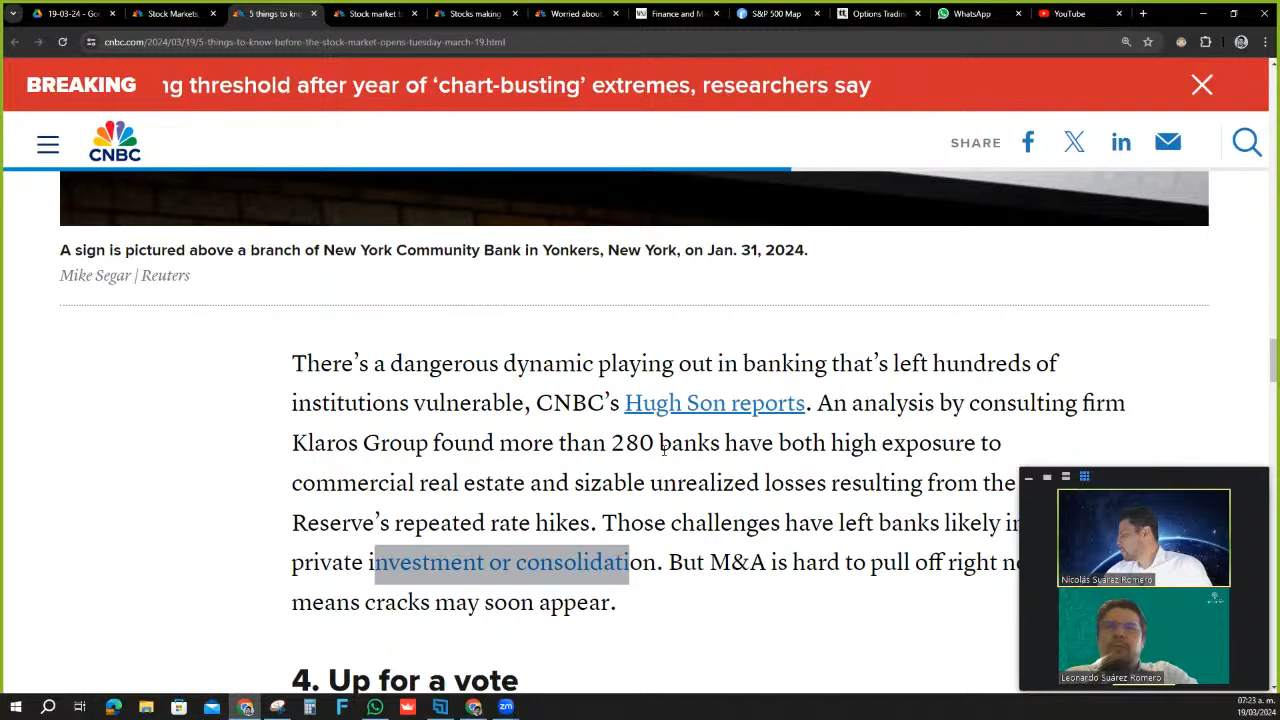 19-03-24 - Goo
Stock Markets,
5 things to kno
Stock market t
Stocks making
Worried about
Finance and M
S&P 500 Map
Options Tradin
WhatsApp
YouTube
cnbc.com/2024/03/19/5-things-to-know-before-the-stock-market-opens-tuesday-march-19.html
BREAKING ng threshold after year of ‘chart-busting’ extremes, researchers say
CNBC
SHARE
A sign is pictured above a branch of New York Community Bank in Yonkers, New York, on Jan. 31, 2024.
Mike Segar | Reuters
There’s a dangerous dynamic playing out in banking that’s left hundreds of
institutions vulnerable, CNBC’s Hugh Son reports. An analysis by consulting firm
Klaros Group found more than 280 banks have both high exposure to
commercial real estate and sizable unrealized losses resulting from the
Reserve’s repeated rate hikes. Those challenges have left banks likely in
private investment or consolidation. But M&A is hard to pull off right no
means cracks may soon appear.
4. Up for a vote
Nicolás Suárez Romero
Leonardo Suárez Romero
07:23 a. m.
19/03/2024